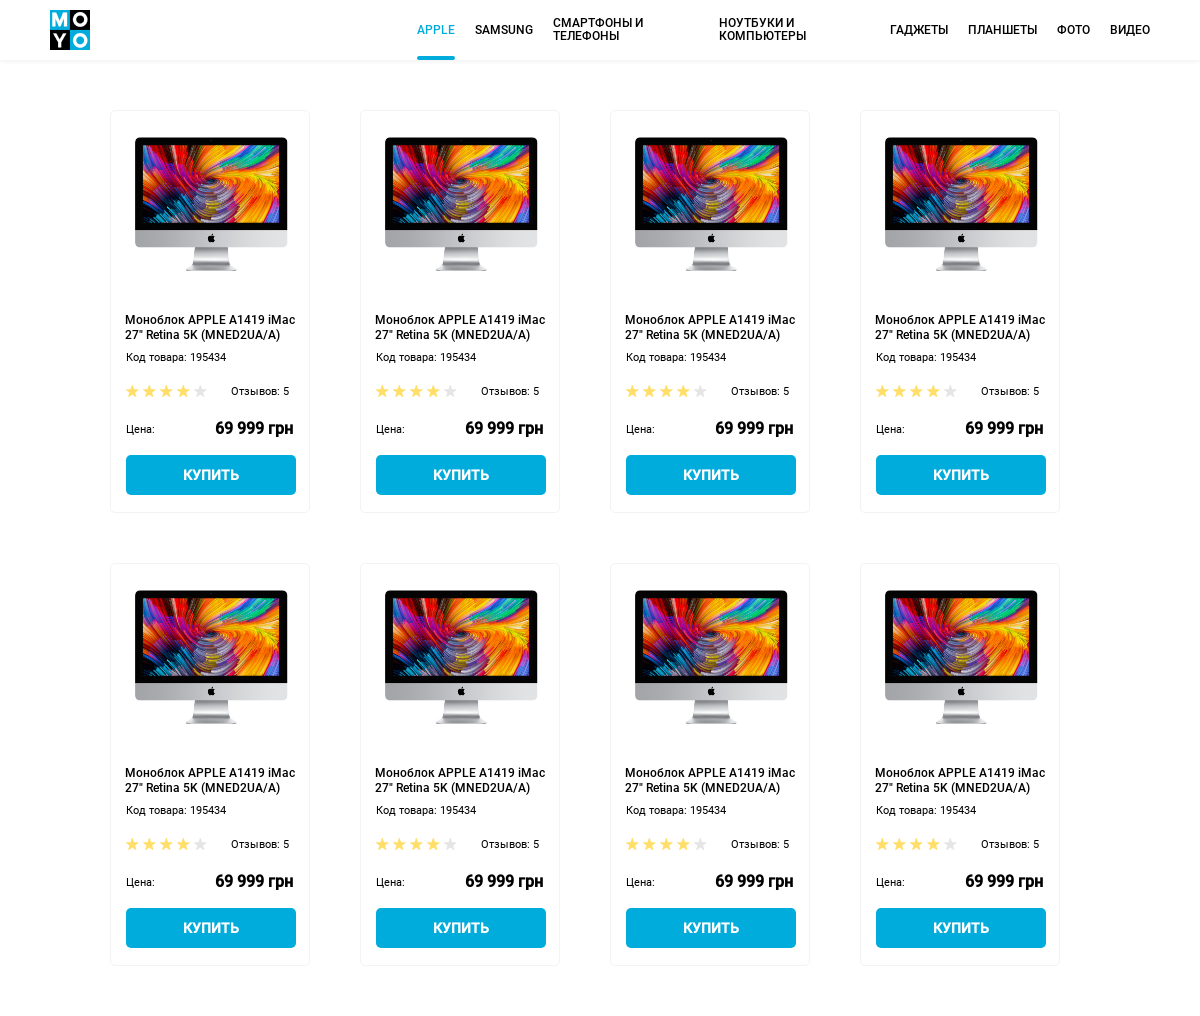 MO
YO
APPLE
SAMSUNG
СМАРТФОНЫ И
ТЕЛЕФОНЫ
НОУТБУКИ И
КОМПЬЮТЕРЫ
ГАДЖЕТЫ
ПЛАНШЕТЫ
ФОТО
ВИДЕО
Моноблок APPLE A1419 iMac
27" Retina 5K (MNED2UA/A)
Код товара: 195434
Отзывов: 5
Цена:
69 999 грн
КУПИТЬ
Моноблок APPLE A1419 iMac
27" Retina 5K (MNED2UA/A)
Код товара: 195434
Отзывов: 5
Цена:
69 999 грн
КУПИТЬ
Моноблок APPLE A1419 iMac
27" Retina 5K (MNED2UA/A)
Код товара: 195434
Отзывов: 5
Цена:
69 999 грн
КУПИТЬ
Моноблок APPLE A1419 iMac
27" Retina 5K (MNED2UA/A)
Код товара: 195434
Отзывов: 5
Цена:
69 999 грн
КУПИТЬ
Моноблок APPLE A1419 iMac
27" Retina 5K (MNED2UA/A)
Код товара: 195434
Отзывов: 5
Цена:
69 999 грн
КУПИТЬ
Моноблок APPLE A1419 iMac
27" Retina 5K (MNED2UA/A)
Код товара: 195434
Отзывов: 5
Цена:
69 999 грн
КУПИТЬ
Моноблок APPLE A1419 iMac
27" Retina 5K (MNED2UA/A)
Код товара: 195434
Отзывов: 5
Цена:
69 999 грн
КУПИТЬ
Моноблок APPLE A1419 iMac
27" Retina 5K (MNED2UA/A)
Код товара: 195434
Отзывов: 5
Цена:
69 999 грн
КУПИТЬ